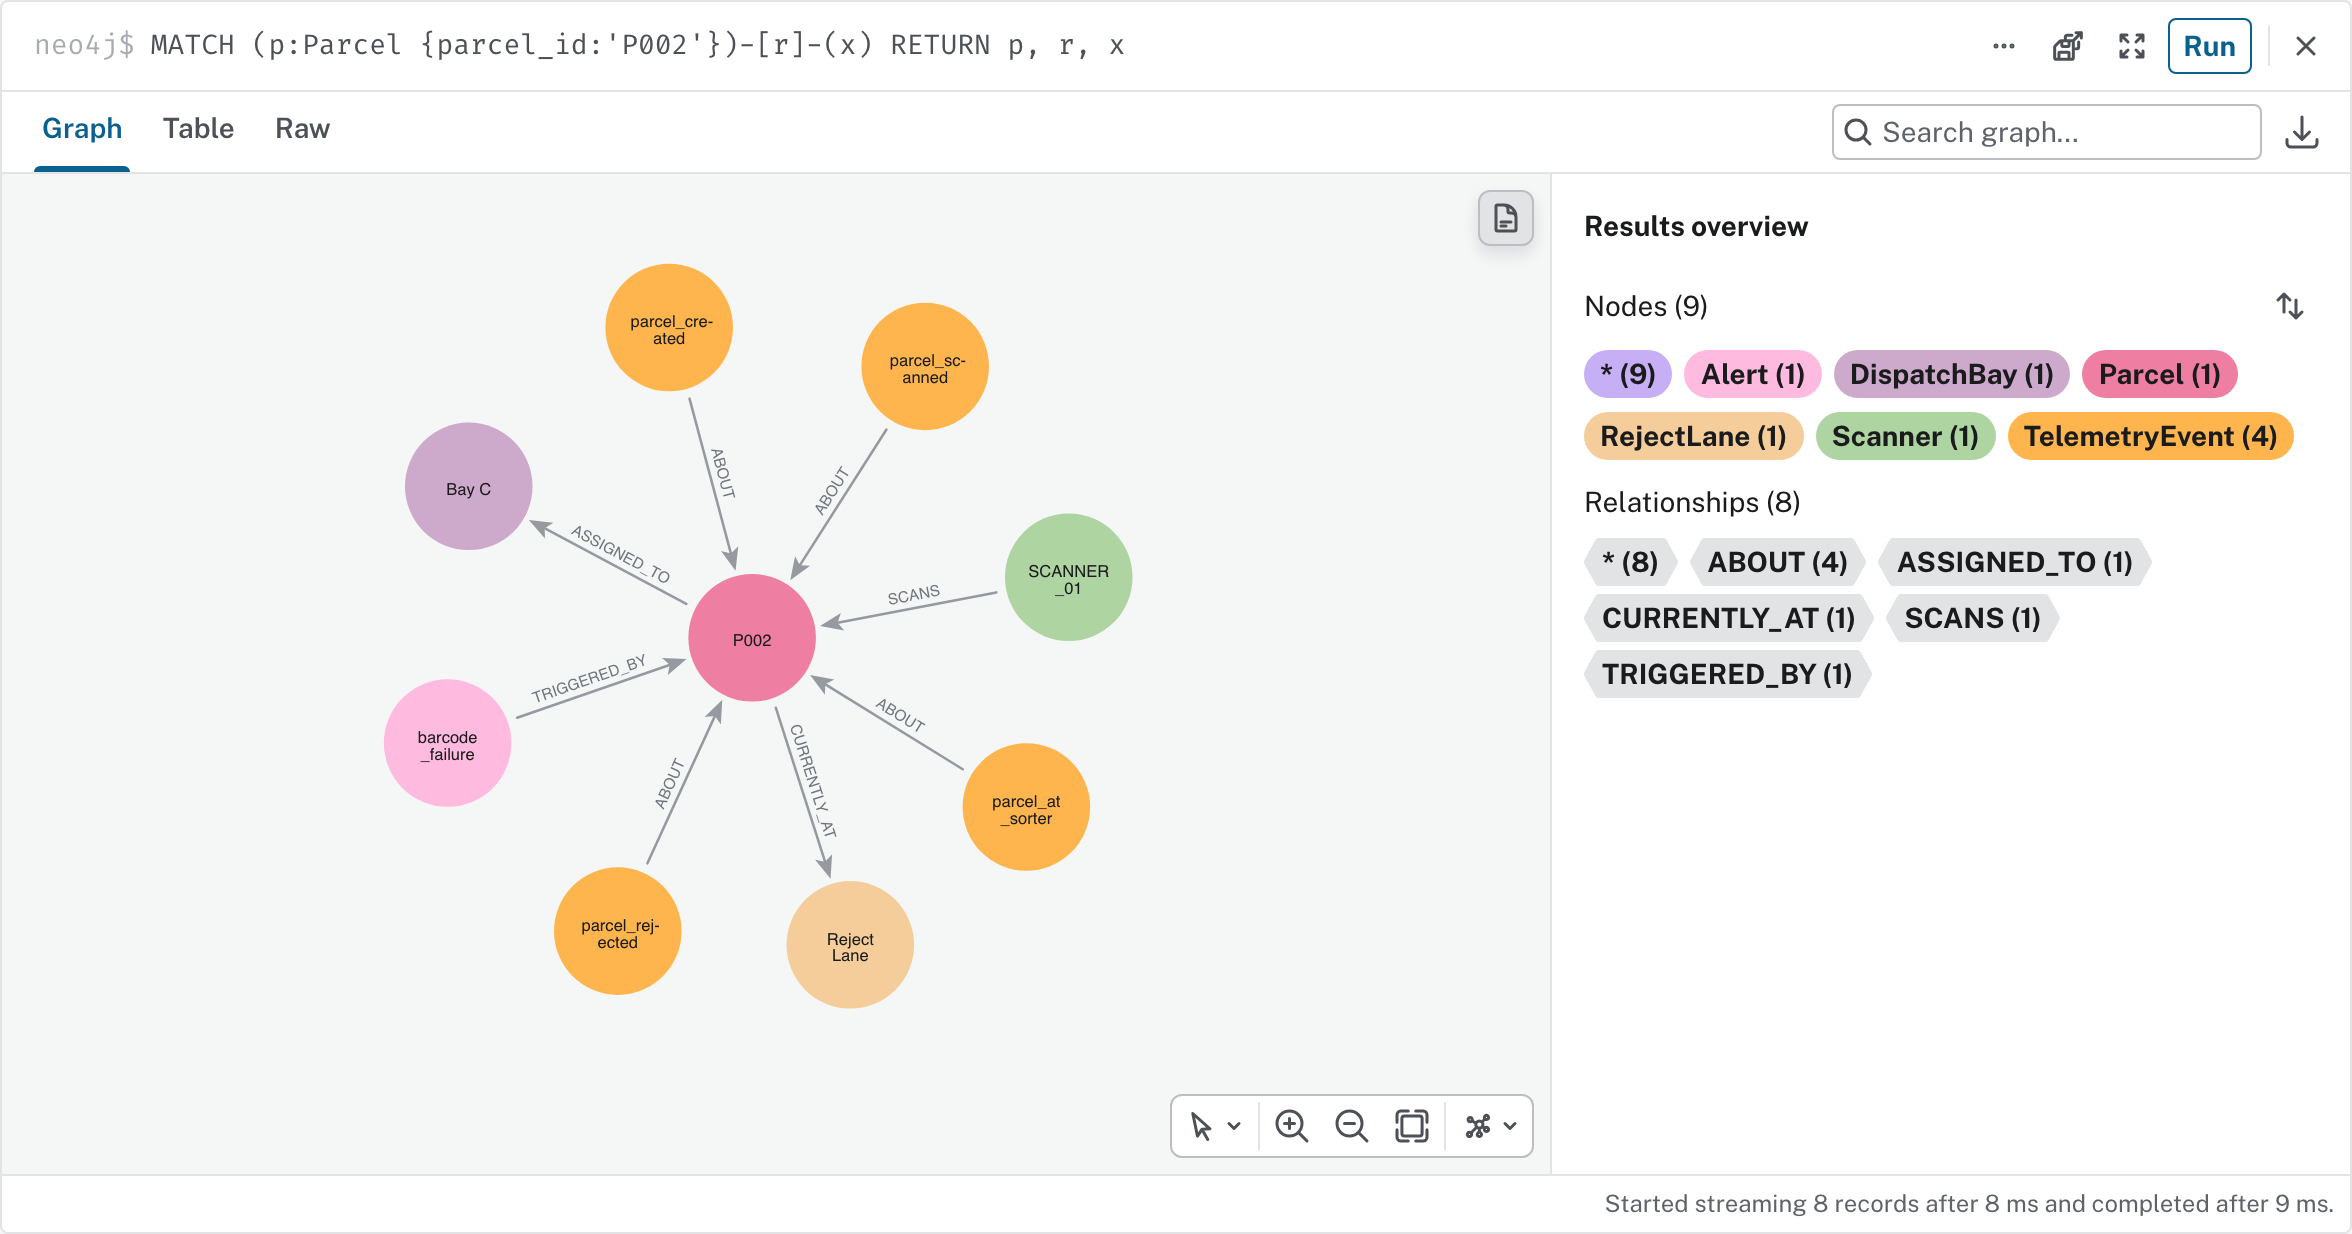 neo4j$ MATCH (p:Parcel {parcel_id:'P002'})-[r]-(x) RETURN p, r, x
Run
Graph
Table
Raw
Search graph...
parcel_cre-
ated
parcel_sc-
anned
Bay C
SCANNER
_01
P002
barcode
_failure
parcel_at
_sorter
parcel_rej-
ected
Reject
Lane
ABOUT
ABOUT
ASSIGNED_TO
SCANS
TRIGGERED_BY
ABOUT
ABOUT
CURRENTLY_AT
Results overview
Nodes (9)
* (9)
Alert (1)
DispatchBay (1)
Parcel (1)
RejectLane (1)
Scanner (1)
TelemetryEvent (4)
Relationships (8)
* (8)
ABOUT (4)
ASSIGNED_TO (1)
CURRENTLY_AT (1)
SCANS (1)
TRIGGERED_BY (1)
Started streaming 8 records after 8 ms and completed after 9 ms.